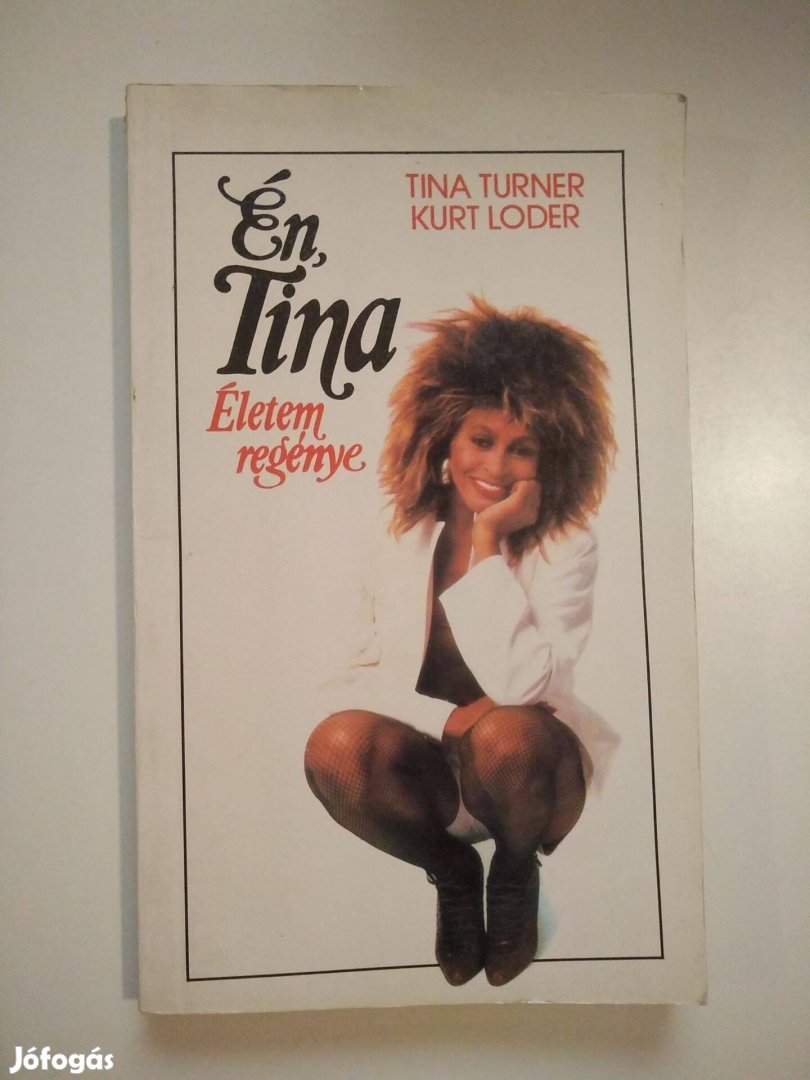 Én,
Tina
Életem
regénye
TINA TURNER
KURT LODER
Jófogás